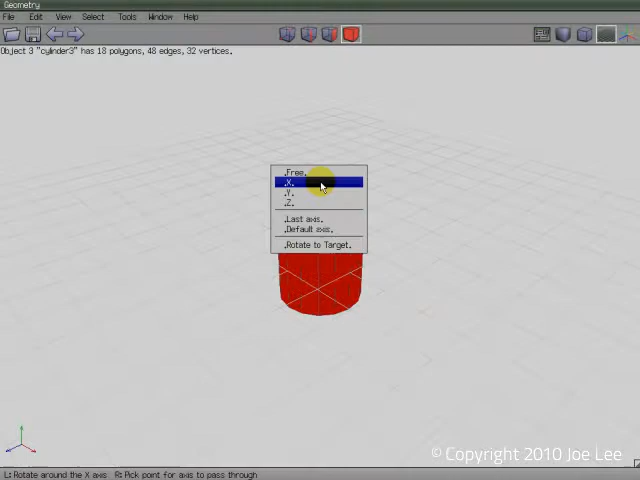 Geometry
File Edit View Select Tools Window Help
Object 3 "cylinder3" has 18 polygons, 48 edges, 32 vertices.
.Free.
.X.
.Y.
.Z.
.Last axis.
.Default axis.
.Rotate to Target.
© Copyright 2010 Joe Lee
L: Rotate around the X axis R: Pick point for axis to pass through